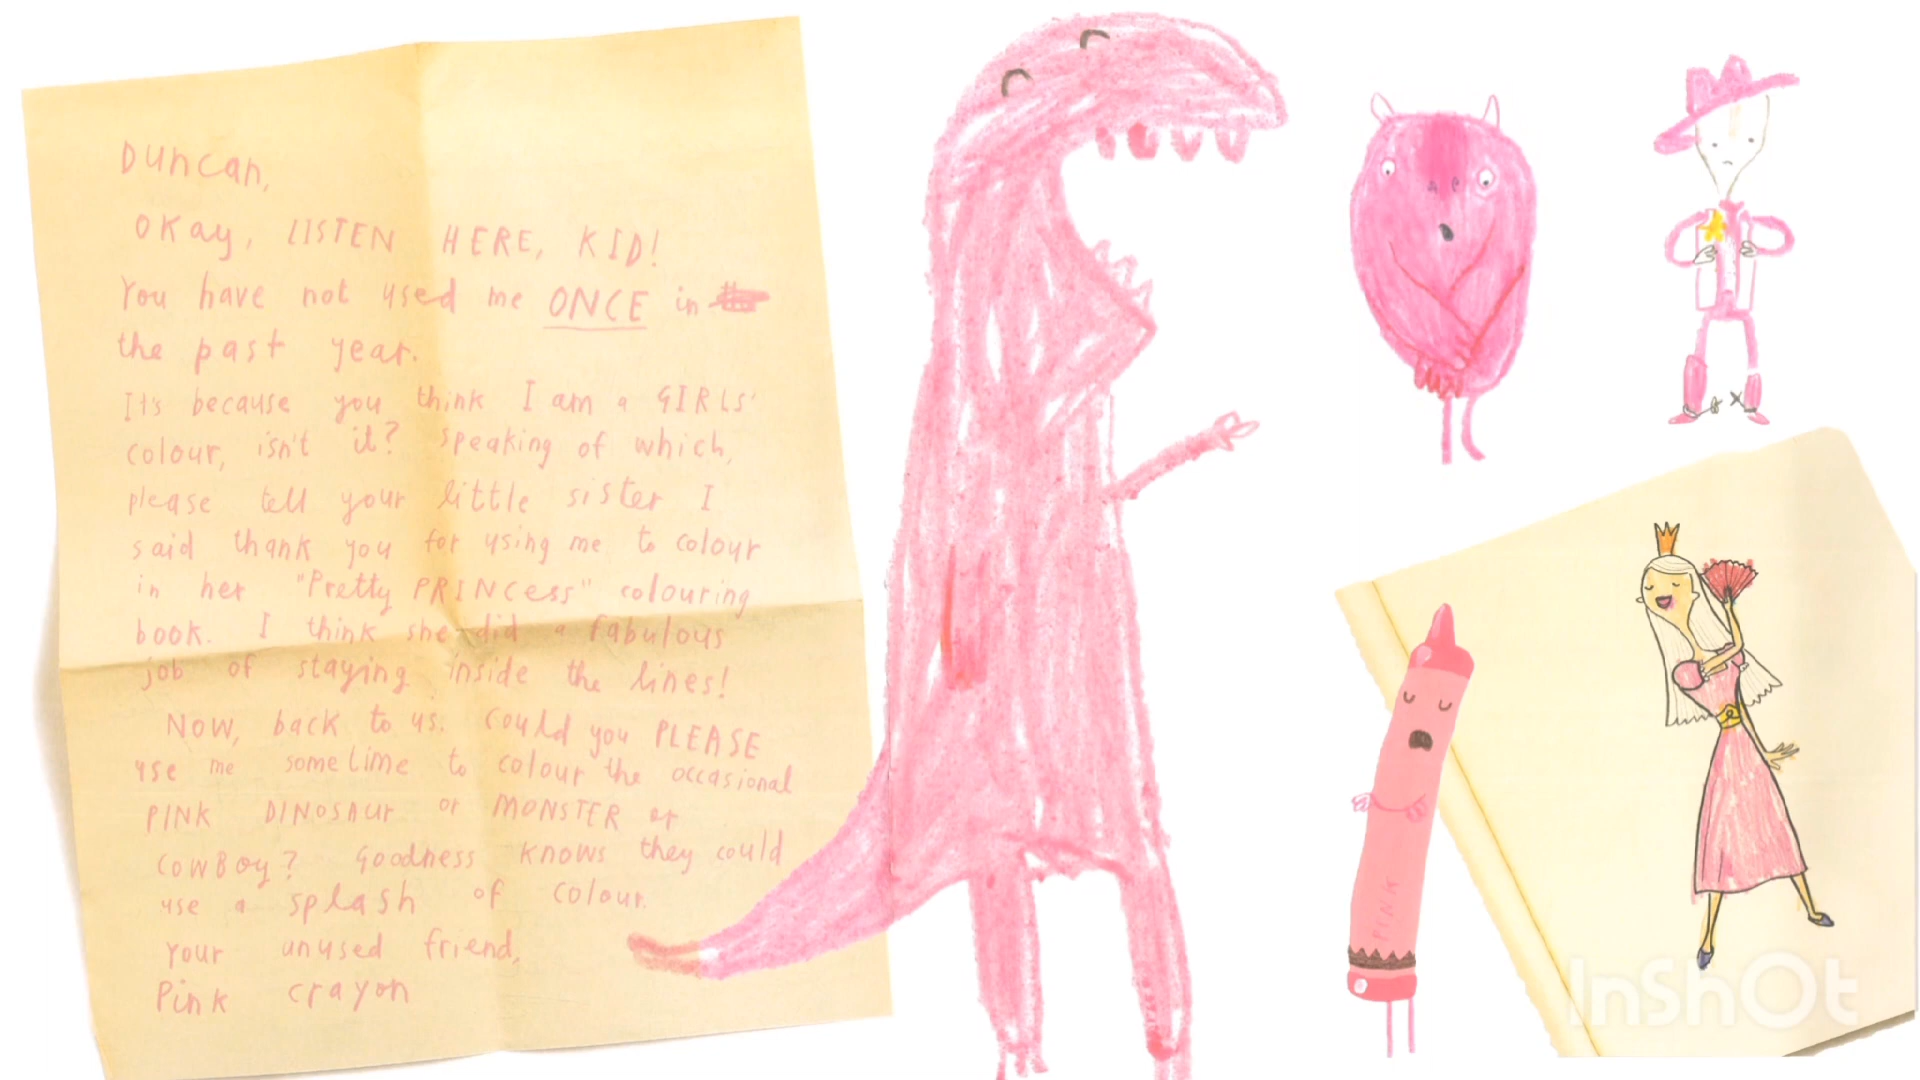 Duncan,
Okay, LISTEN HERE, KID!
You have not used me ONCE in
the past year.
It's because you think I am a GIRLS'
colour, isn't it? Speaking of which,
please tell your little sister I
said thank you for using me to colour
in her "Pretty PRINCess" colouring
book. I think she did a fabulous
job of staying inside the lines!
Now, back to us. Could you PLEASE
use me sometime to colour the occasional
PINK DINOSAur or MONSTER or
COWBOY? Goodness knows they could
use a splash of colour.
Your unused friend,
Pink crayon
PINK
InShOt